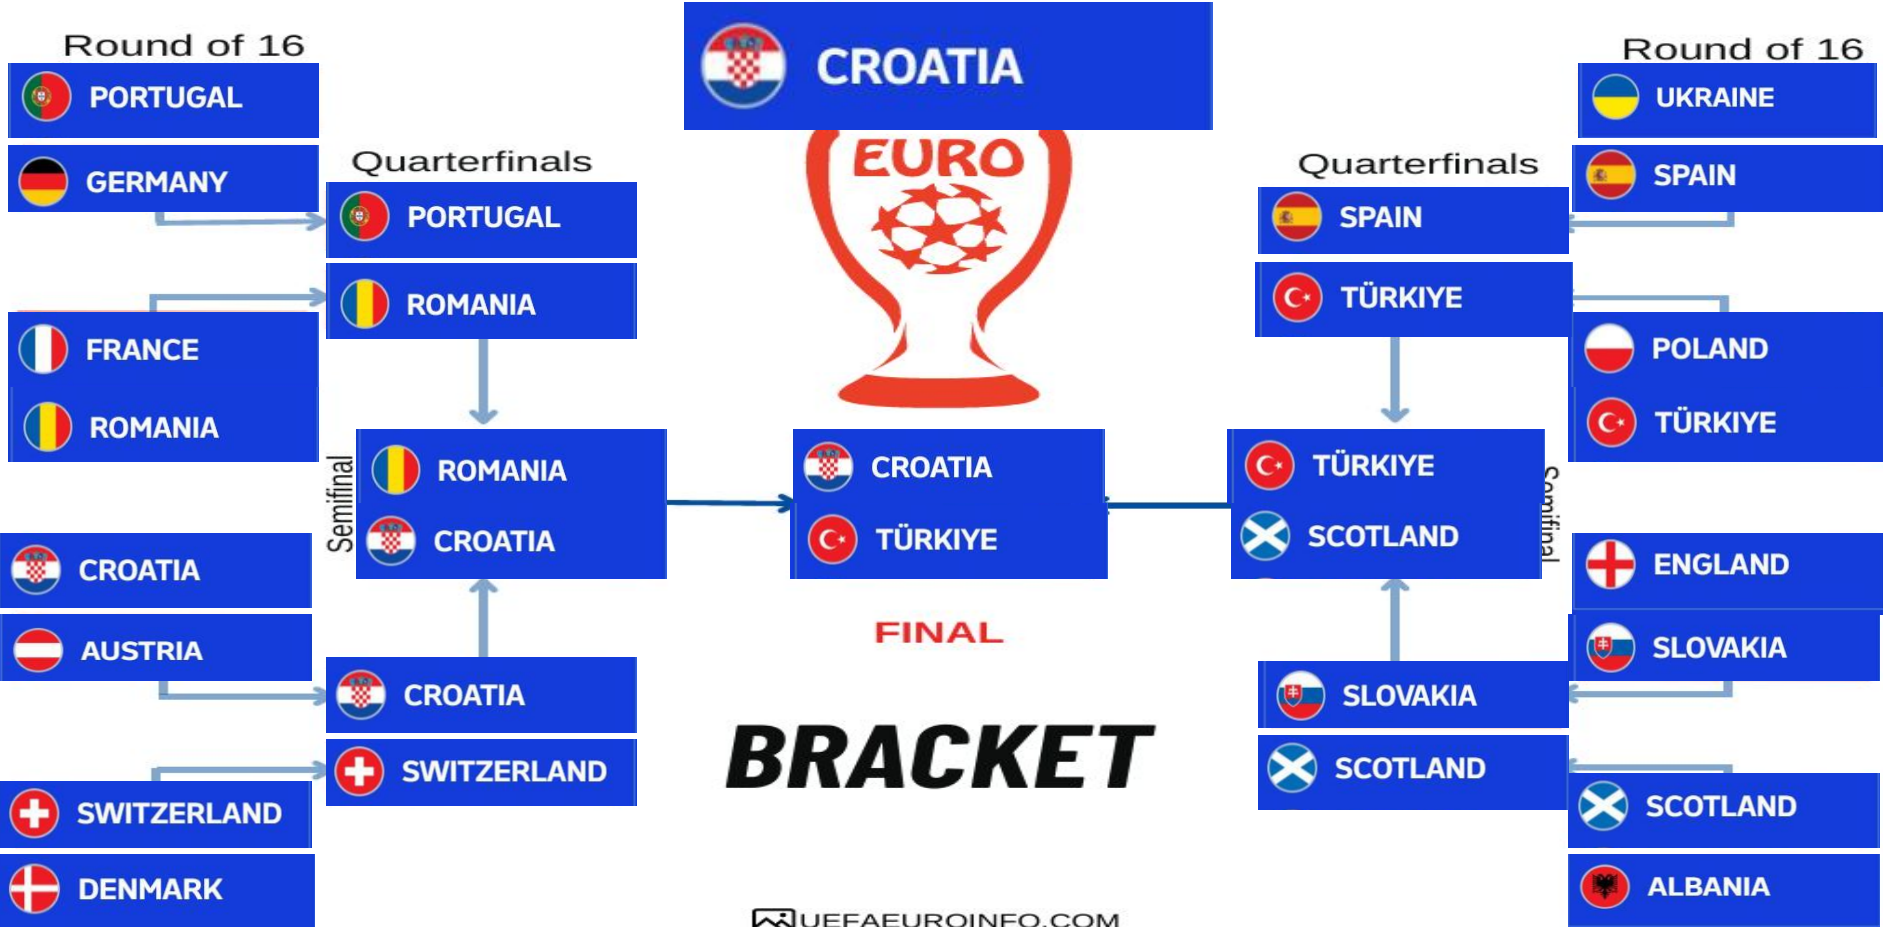 Round of 16
PORTUGAL
GERMANY
FRANCE
ROMANIA
CROATIA
AUSTRIA
SWITZERLAND
DENMARK
Quarterfinals
PORTUGAL
ROMANIA
Semifinal
ROMANIA
CROATIA
CROATIA
SWITZERLAND
CROATIA
EURO
CROATIA
TÜRKIYE
FINAL
BRACKET
UEFAEUROINFO.COM
Quarterfinals
SPAIN
TÜRKIYE
TÜRKIYE
SCOTLAND
Semifinal
SLOVAKIA
SCOTLAND
Round of 16
UKRAINE
SPAIN
POLAND
TÜRKIYE
ENGLAND
SLOVAKIA
SCOTLAND
ALBANIA